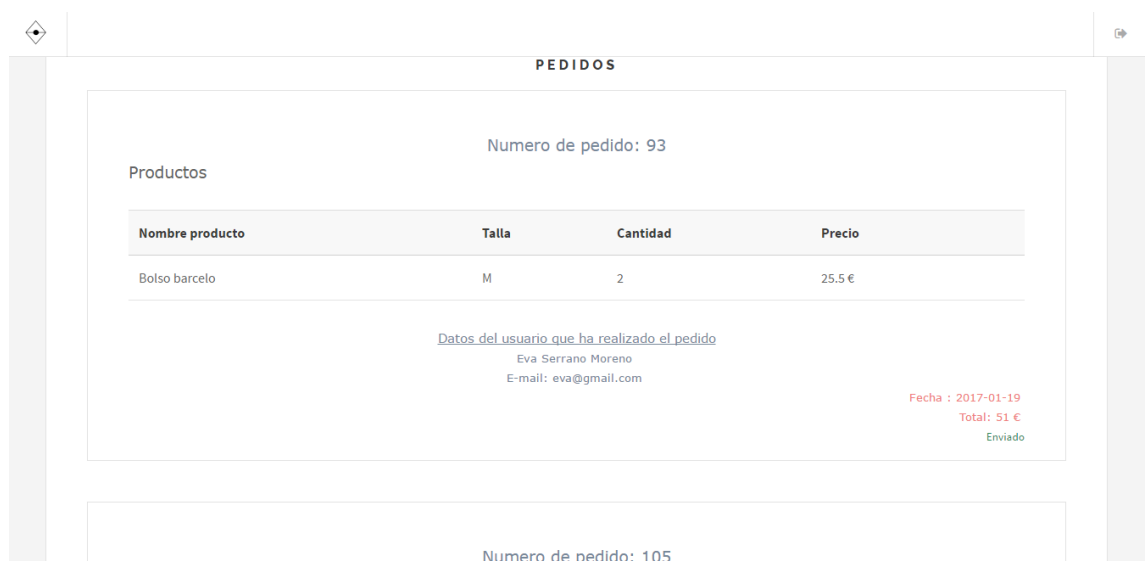 PEDIDOS
Numero de pedido: 93
Productos
Nombre producto Talla Cantidad Precio
Bolso barcelo M 2 25.5 €
Datos del usuario que ha realizado el pedido
Eva Serrano Moreno
E-mail: eva@gmail.com
Fecha : 2017-01-19
Total: 51 €
Enviado
Numero de pedido: 105